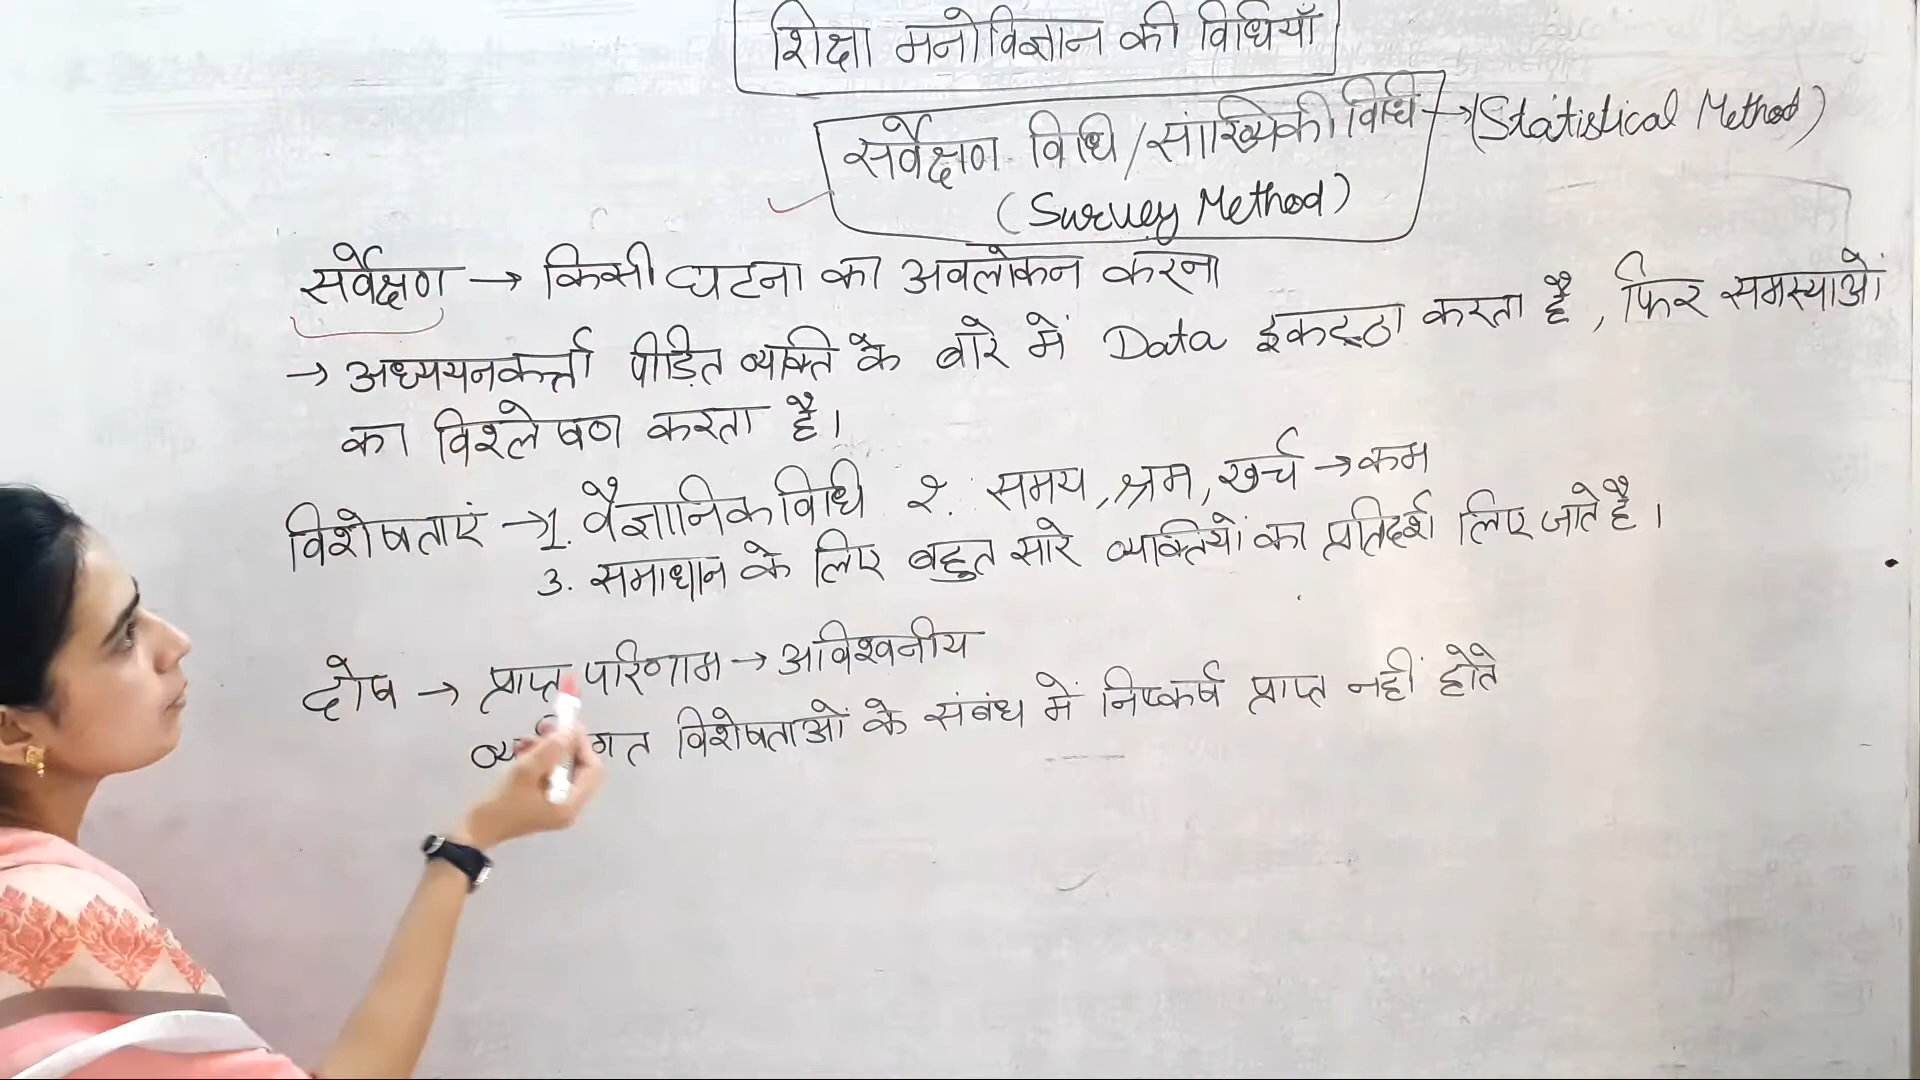 शिक्षा मनोविज्ञान की विधियाँ
सर्वेक्षण विधि/सांख्यिकी विधि → (Statistical Method)
(Survey Method)
सर्वेक्षण → किसी घटना का अवलोकन करना
→ अध्ययनकर्त्ता पीड़ित व्यक्ति के बारे में Data इकट्ठा करता है, फिर समस्याओं
का विश्लेषण करता है।
विशेषताएं → 1. वैज्ञानिक विधि 2. समय, श्रम, खर्च → कम
3. समाधान के लिए बहुत सारे व्यक्तियों का प्रतिदर्श लिए जाते है।
दोष → प्राप्त परिणाम → अविश्वनीय
विशेषताओं के संबंध में निष्कर्ष प्राप्त नहीं होते